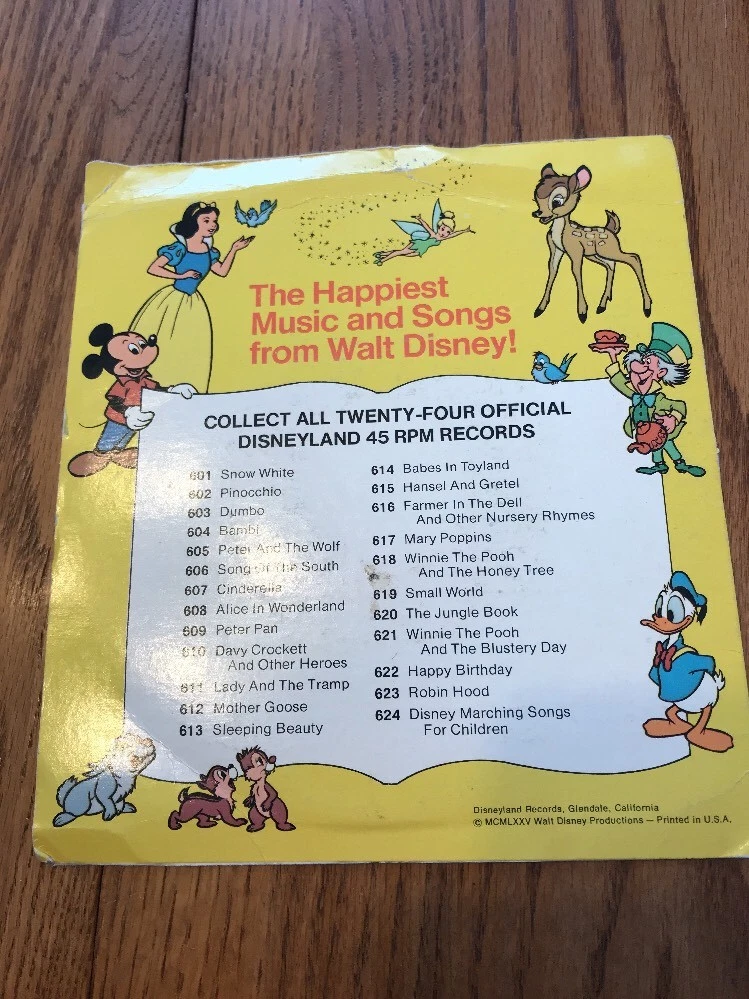 The Happiest
Music and Songs
from Walt Disney!
COLLECT ALL TWENTY-FOUR OFFICIAL
DISNEYLAND 45 RPM RECORDS
601 Snow White
602 Pinocchio
603 Dumbo
604 Bambi
605 Peter And The Wolf
606 Song Of The South
607 Cinderella
608 Alice In Wonderland
609 Peter Pan
610 Davy Crockett
And Other Heroes
611 Lady And The Tramp
612 Mother Goose
613 Sleeping Beauty
614 Babes In Toyland
615 Hansel And Gretel
616 Farmer In The Dell
And Other Nursery Rhymes
617 Mary Poppins
618 Winnie The Pooh
And The Honey Tree
619 Small World
620 The Jungle Book
621 Winnie The Pooh
And The Blustery Day
622 Happy Birthday
623 Robin Hood
624 Disney Marching Songs
For Children
Disneyland Records, Glendale, California
© MCMLXXV Walt Disney Productions — Printed in U.S.A.